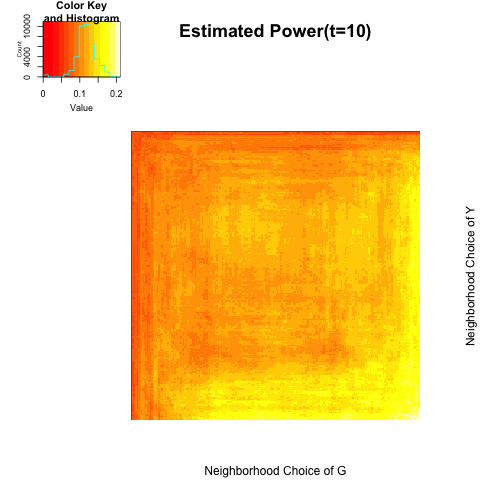 Color Key
and Histogram
Estimated Power(t=10)
Count
0 4000 10000
0 0.1 0.2
Value
Neighborhood Choice of Y
Neighborhood Choice of G